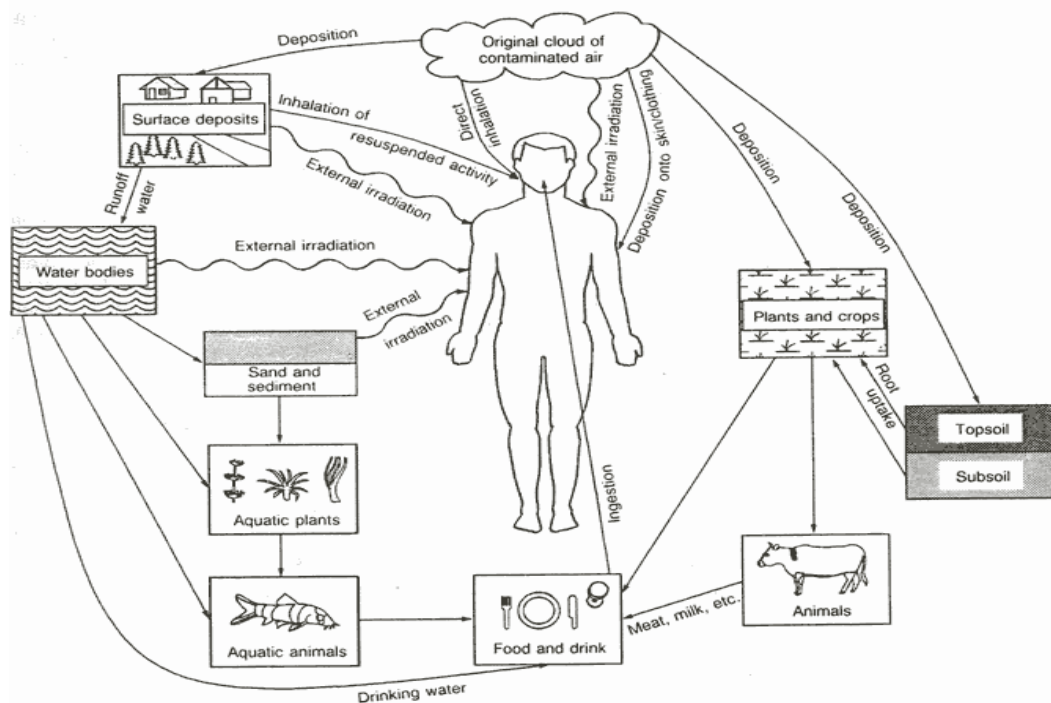 Deposition
Original cloud of
contaminated air
Surface deposits
Inhalation of
resuspended activity
Direct
inhalation
External irradiation
Deposition onto skin/clothing
External irradiation
Deposition
Deposition
Runoff
water
Water bodies
External irradiation
External
irradiation
Sand and
sediment
Plants and crops
Root
uptake
Topsoil
Subsoil
Aquatic plants
Ingestion
Aquatic animals
Food and drink
Meat, milk, etc.
Animals
Drinking water